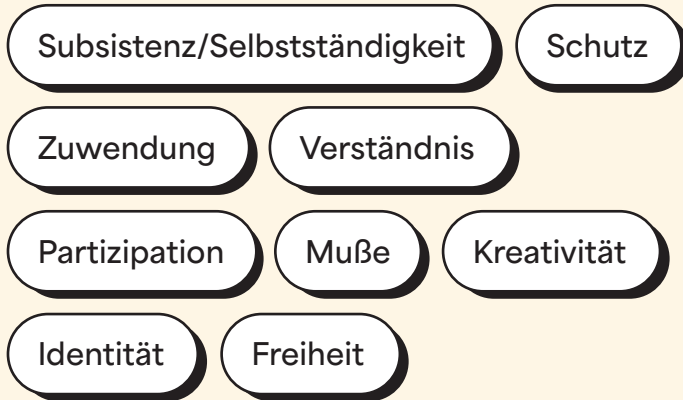 Subsistenz/Selbstständigkeit Schutz
Zuwendung Verständnis
Partizipation Muße Kreativität
Identität Freiheit